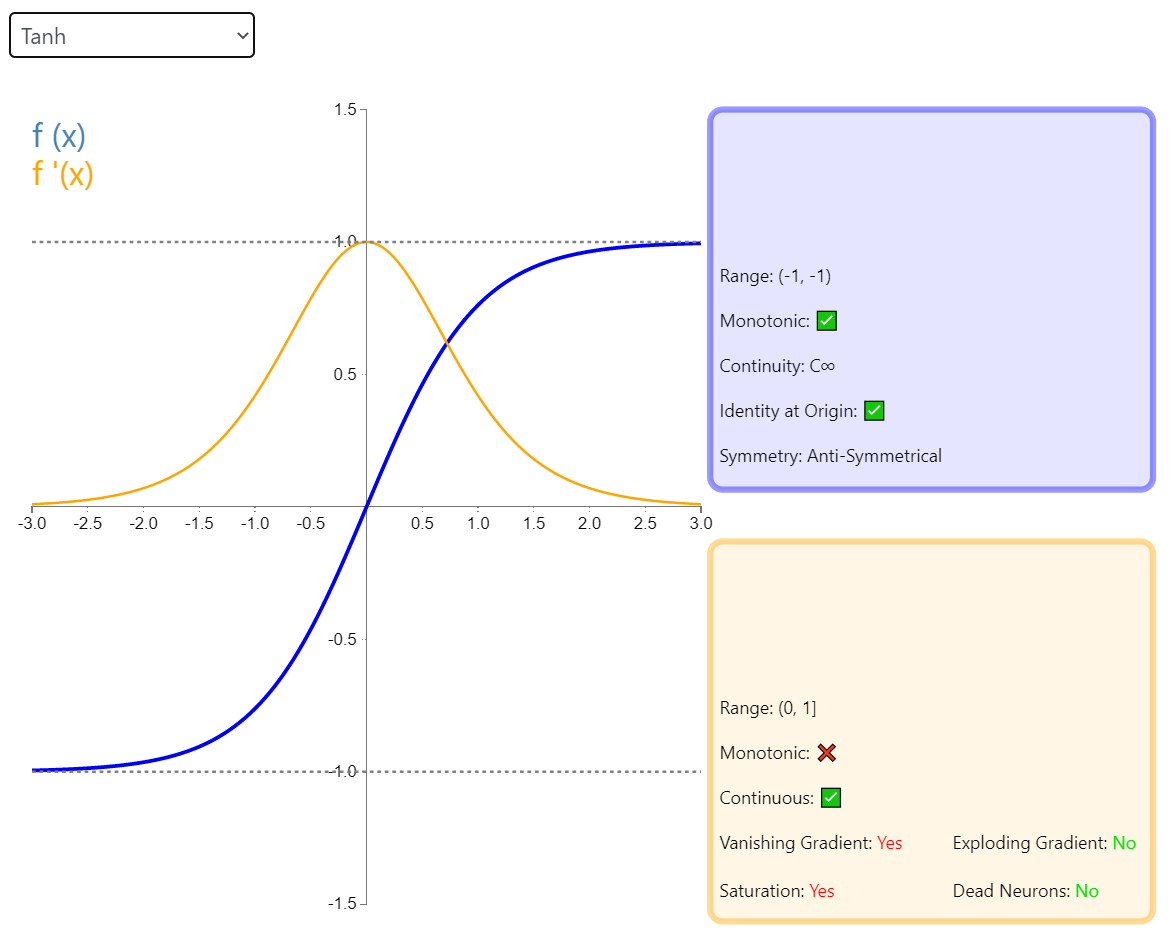 Tanh
f (x)
f '(x)
1.5
1.0
0.5
-3.0 -2.5 -2.0 -1.5 -1.0 -0.5 0.5 1.0 1.5 2.0 2.5 3.0
-0.5
-1.0
-1.5
Range: (-1, -1)
Monotonic: ✅
Continuity: C∞
Identity at Origin: ✅
Symmetry: Anti-Symmetrical
Range: (0, 1]
Monotonic: ❌
Continuous: ✅
Vanishing Gradient: Yes Exploding Gradient: No
Saturation: Yes Dead Neurons: No